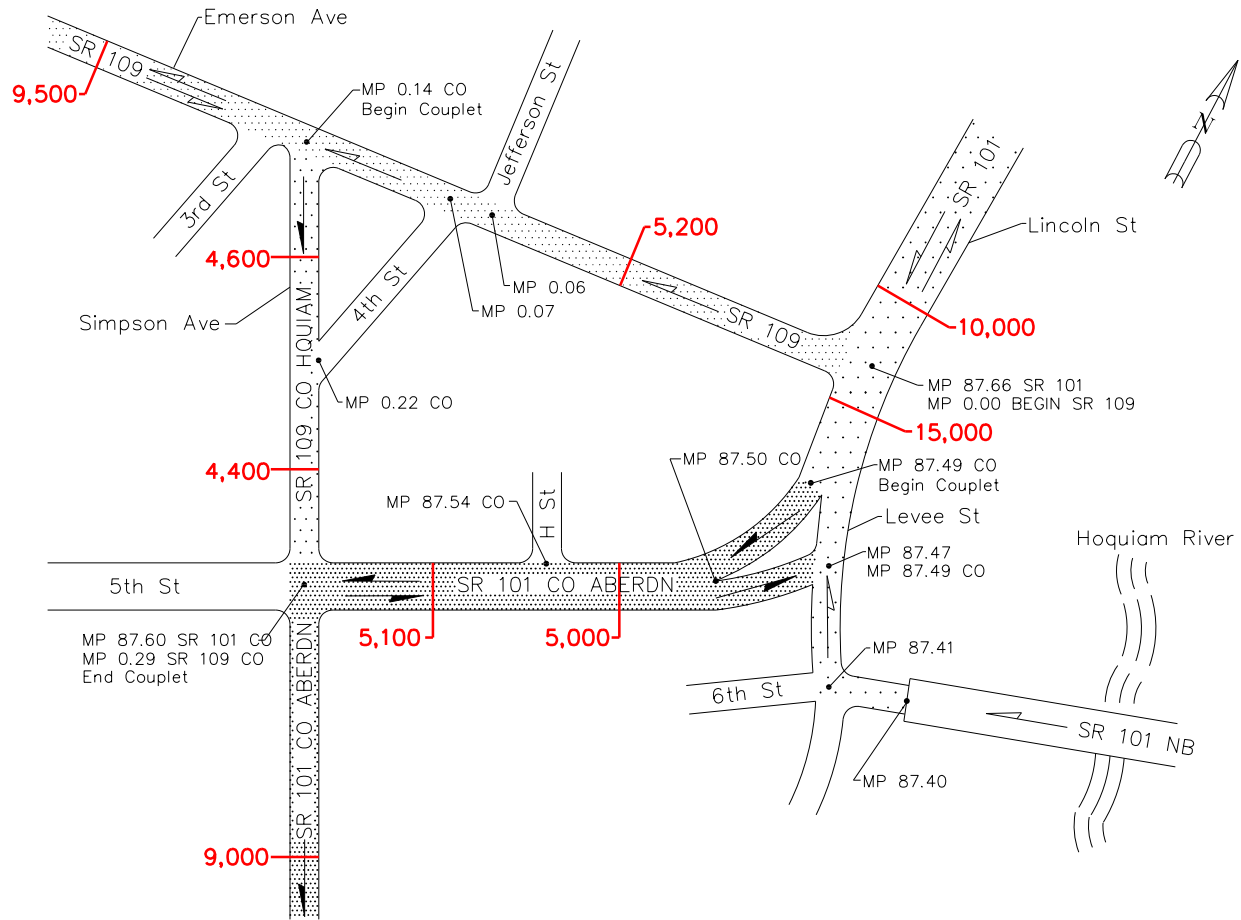 Emerson Ave
SR 109
9,500
MP 0.14 CO
Begin Couplet
Jefferson St
N
SR 101
Lincoln St
3rd St
4,600
5,200
MP 0.06
MP 0.07
4th St
Simpson Ave
SR 109
10,000
SR 109 CO HQUIAM
MP 0.22 CO
MP 87.66 SR 101
MP 0.00 BEGIN SR 109
15,000
4,400
MP 87.50 CO
MP 87.49 CO
Begin Couplet
MP 87.54 CO
H St
Levee St
Hoquiam River
MP 87.47
MP 87.49 CO
5th St
SR 101 CO ABERDN
5,100
5,000
MP 87.60 SR 101 CO
MP 0.29 SR 109 CO
End Couplet
MP 87.41
6th St
SR 101 CO ABERDN
SR 101 NB
MP 87.40
9,000